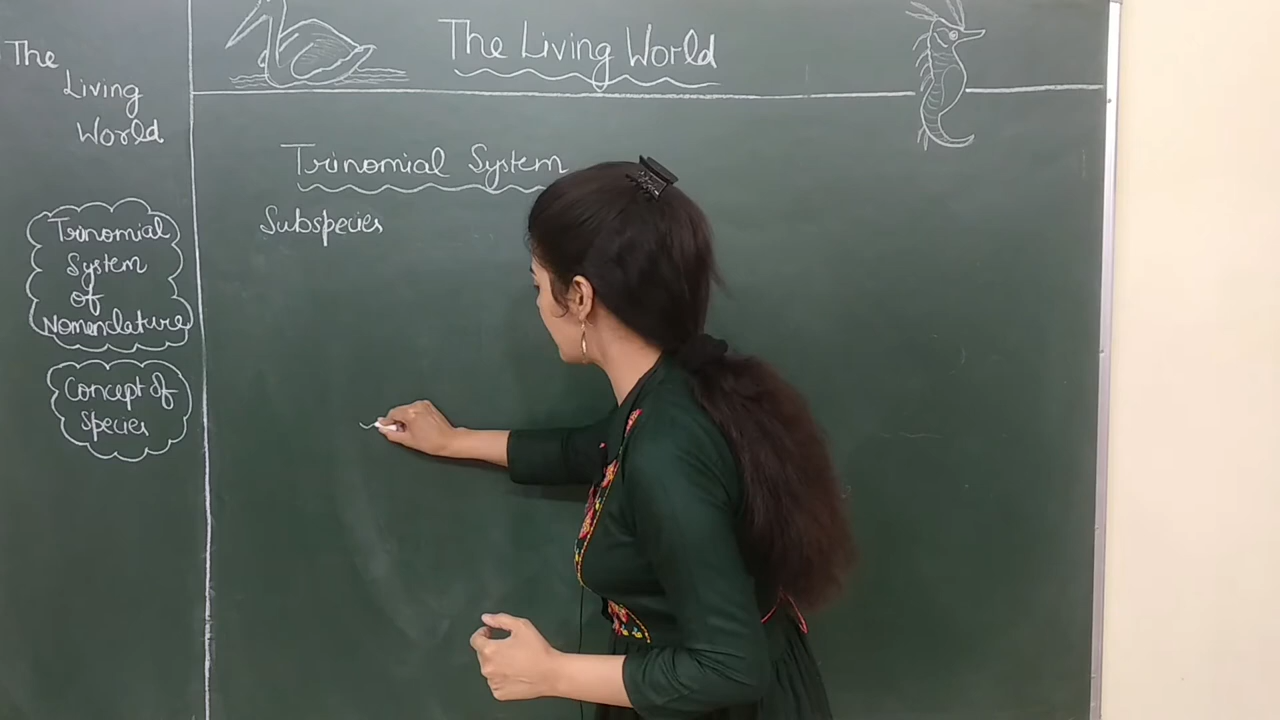 The
Living
World
Trinomial
System
of
Nomenclature
Concept of
Species
The Living World
Trinomial System
Subspecies